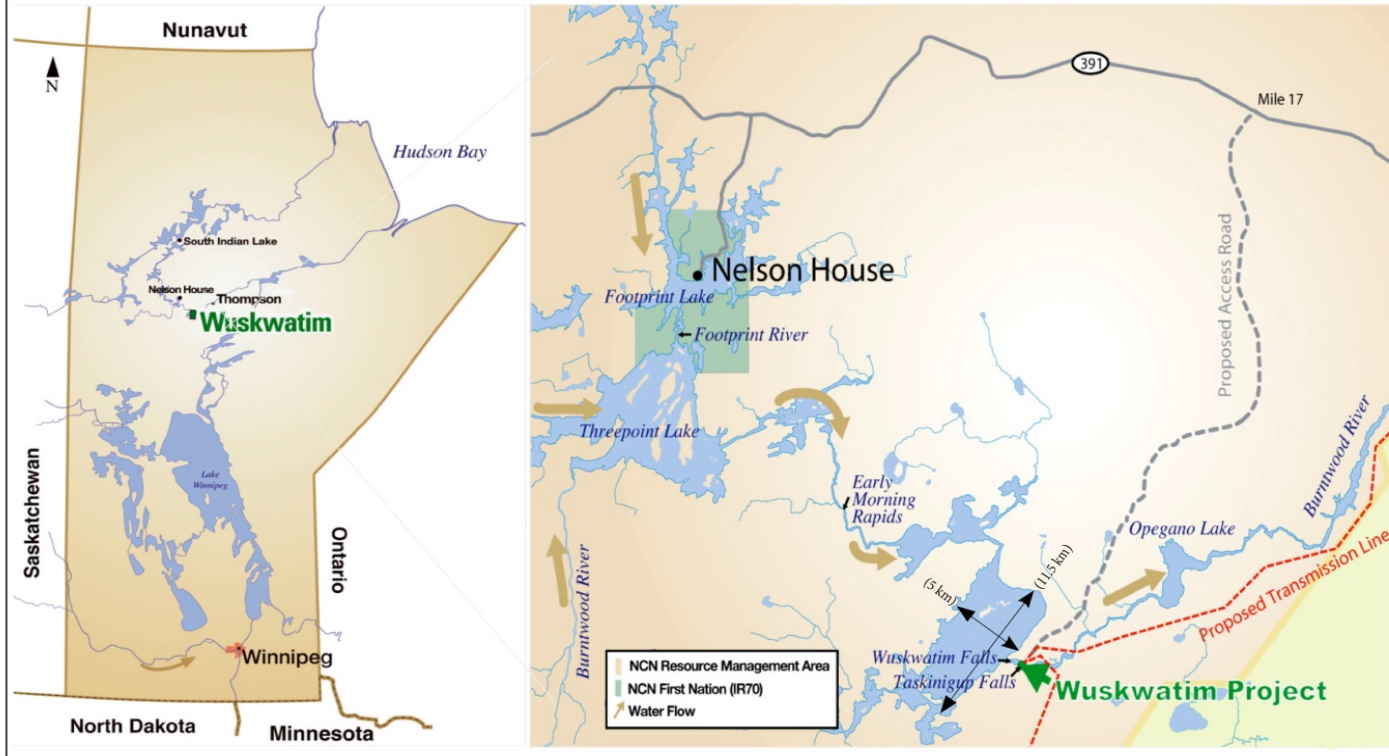 Nunavut
N
Hudson Bay
South Indian Lake
Nelson House
Thompson
Wuskwatim
Lake
Winnipeg
Saskatchewan
Ontario
Winnipeg
North Dakota
Minnesota
391
Mile 17
Nelson House
Footprint Lake
Footprint River
Proposed Access Road
Threepoint Lake
Early
Morning
Rapids
Burntwood River
Opegano Lake
Burntwood River
(5 km)
(11.5 km)
Proposed Transmission Line
Wuskwatim Falls
Taskinigup Falls
Wuskwatim Project
NCN Resource Management Area
NCN First Nation (IR70)
Water Flow